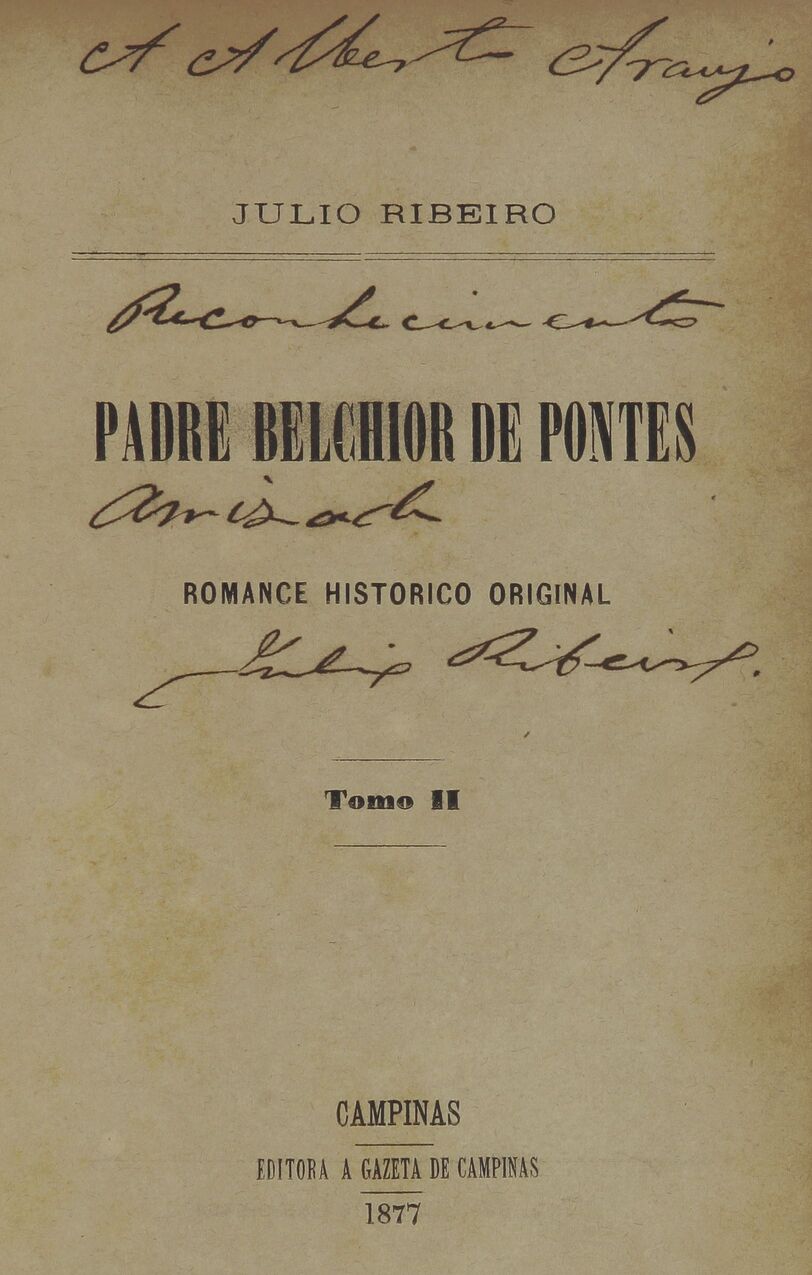 A Alberto Araujo
JULIO RIBEIRO
Reconhecimento
PADRE BELCHIOR DE PONTES
Amizade
ROMANCE HISTORICO ORIGINAL
Julio Ribeiro.
Tomo II
CAMPINAS
EDITORA A GAZETA DE CAMPINAS
1877